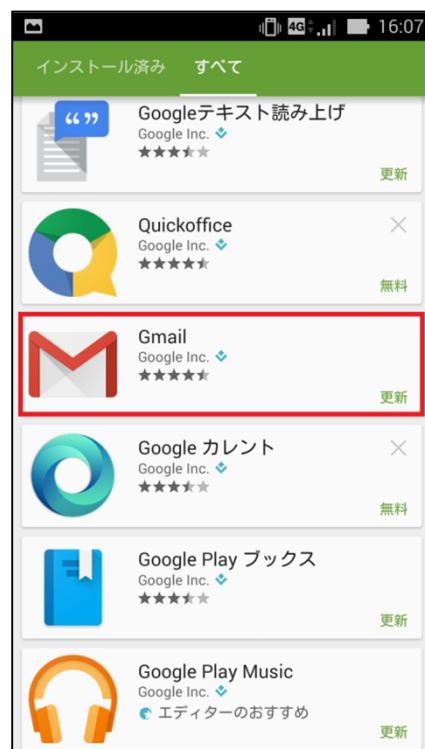 4G 16:07
インストール済み すべて
Googleテキスト読み上げ
Google Inc.
更新
Quickoffice
Google Inc.
無料
Gmail
Google Inc.
更新
Google カレント
Google Inc.
無料
Google Play ブックス
Google Inc.
更新
Google Play Music
Google Inc.
エディターのおすすめ
更新